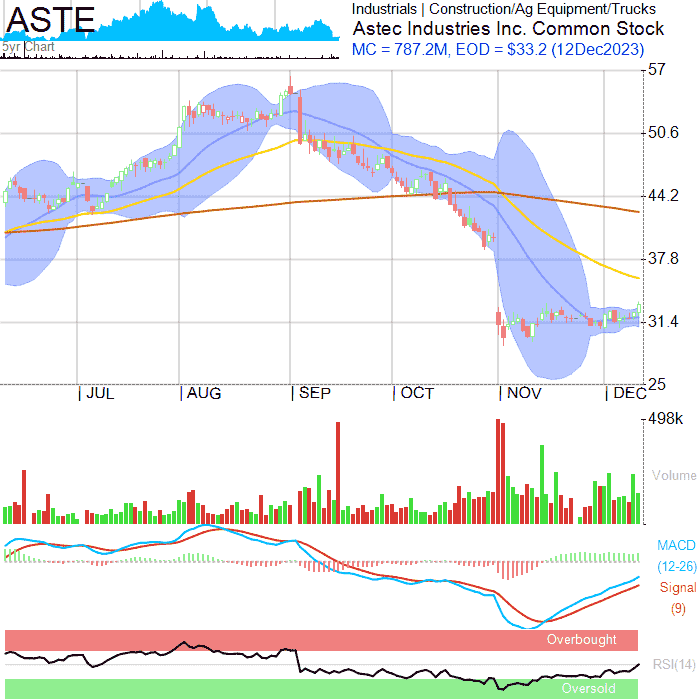 ASTE
5yr Chart
Industrials | Construction/Ag Equipment/Trucks
Astec Industries Inc. Common Stock
MC = 787.2M, EOD = $33.2 (12Dec2023)
57
50.6
44.2
37.8
31.4
25
JUL AUG SEP OCT NOV DEC
498k
Volume
MACD
(12-26)
Signal
(9)
Overbought
RSI(14)
Oversold